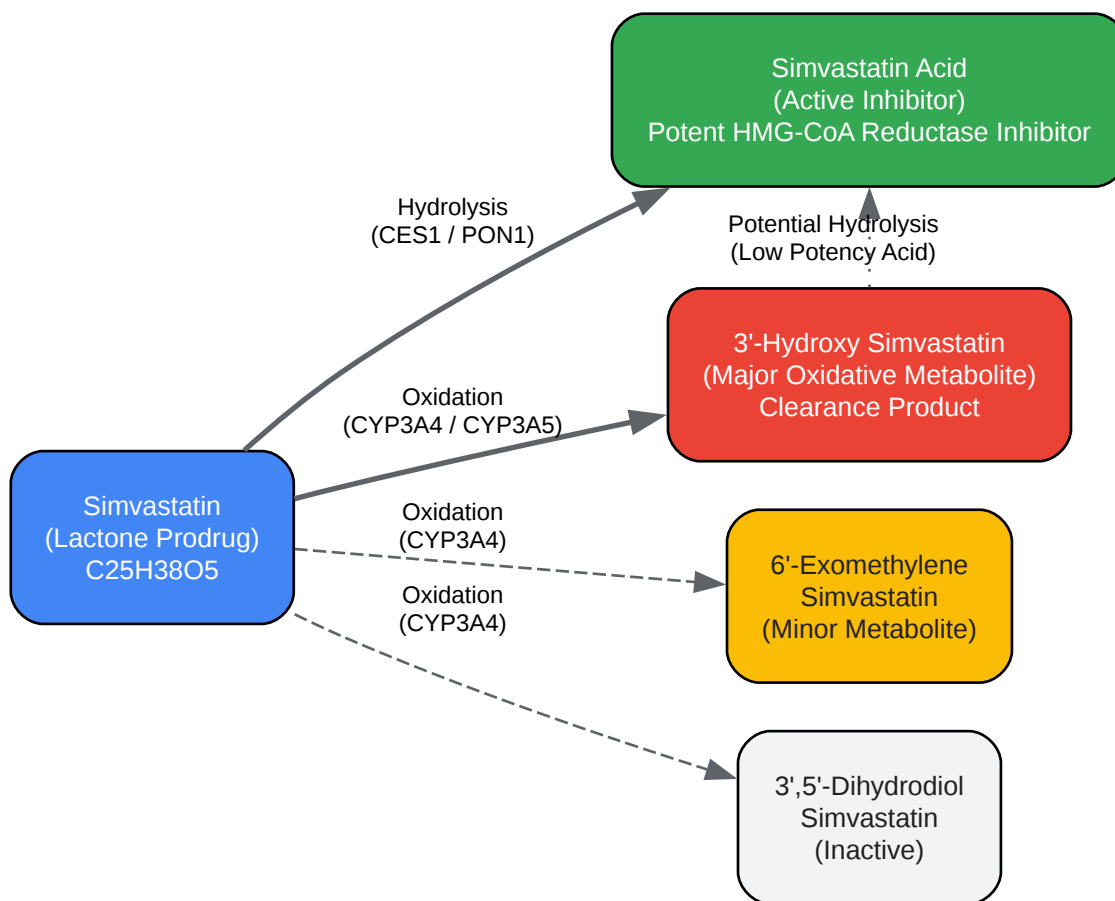 Simvastatin Acid
(Active Inhibitor)
Potent HMG-CoA Reductase Inhibitor
Hydrolysis
(CES1 / PON1)
Potential Hydrolysis
(Low Potency Acid)
3'-Hydroxy Simvastatin
(Major Oxidative Metabolite)
Clearance Product
Oxidation
(CYP3A4 / CYP3A5)
Simvastatin
(Lactone Prodrug)
C25H38O5
Oxidation
(CYP3A4)
6'-Exomethylene
Simvastatin
(Minor Metabolite)
Oxidation
(CYP3A4)
3',5'-Dihydrodiol
Simvastatin
(Inactive)